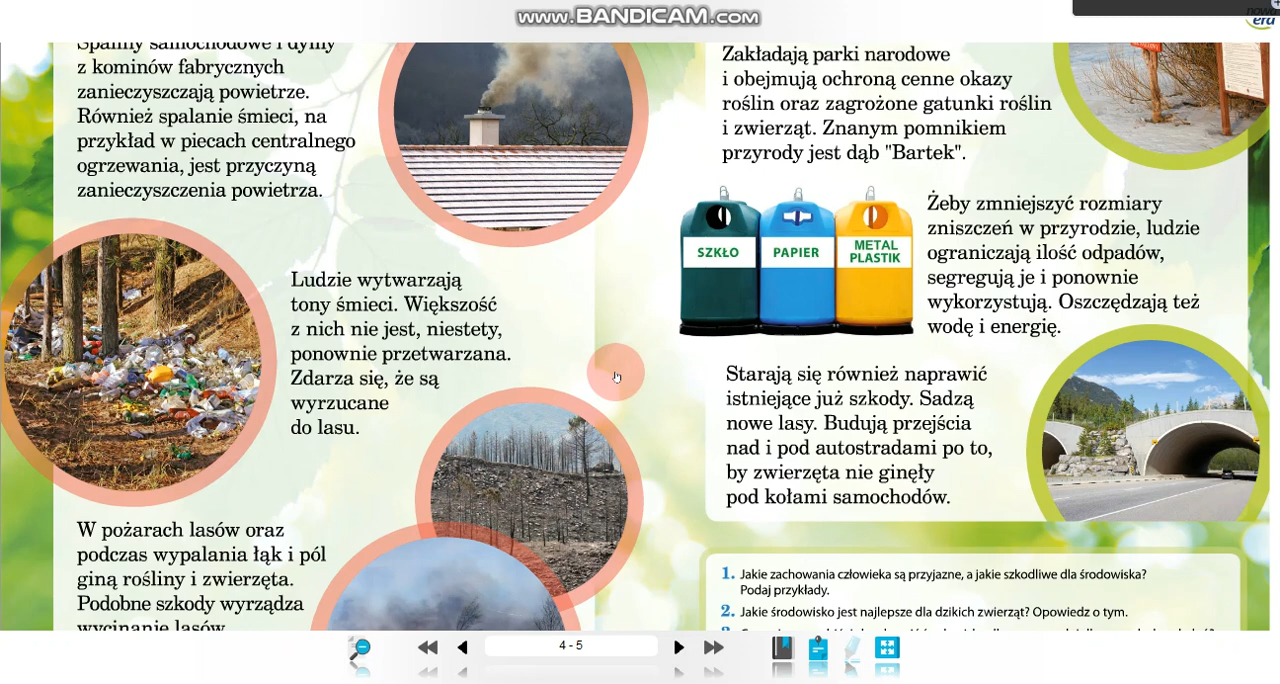 www.BANDICAM.com
nowa
era
Spaliny samochodowe i dymy
z kominów fabrycznych
zanieczyszczają powietrze.
Również spalanie śmieci, na
przykład w piecach centralnego
ogrzewania, jest przyczyną
zanieczyszczenia powietrza.
Ludzie wytwarzają
tony śmieci. Większość
z nich nie jest, niestety,
ponownie przetwarzana.
Zdarza się, że są
wyrzucane
do lasu.
W pożarach lasów oraz
podczas wypalania łąk i pól
giną rośliny i zwierzęta.
Podobne szkody wyrządza
wycinanie lasów
Zakładają parki narodowe
i obejmują ochroną cenne okazy
roślin oraz zagrożone gatunki roślin
i zwierząt. Znanym pomnikiem
przyrody jest dąb "Bartek".
SZKŁO
PAPIER
METAL
PLASTIK
Żeby zmniejszyć rozmiary
zniszczeń w przyrodzie, ludzie
ograniczają ilość odpadów,
segregują je i ponownie
wykorzystują. Oszczędzają też
wodę i energię.
Starają się również naprawić
istniejące już szkody. Sadzą
nowe lasy. Budują przejścia
nad i pod autostradami po to,
by zwierzęta nie ginęły
pod kołami samochodów.
1. Jakie zachowania człowieka są przyjazne, a jakie szkodliwe dla środowiska?
Podaj przykłady.
2. Jakie środowisko jest najlepsze dla dzikich zwierząt? Opowiedz o tym.
4 - 5